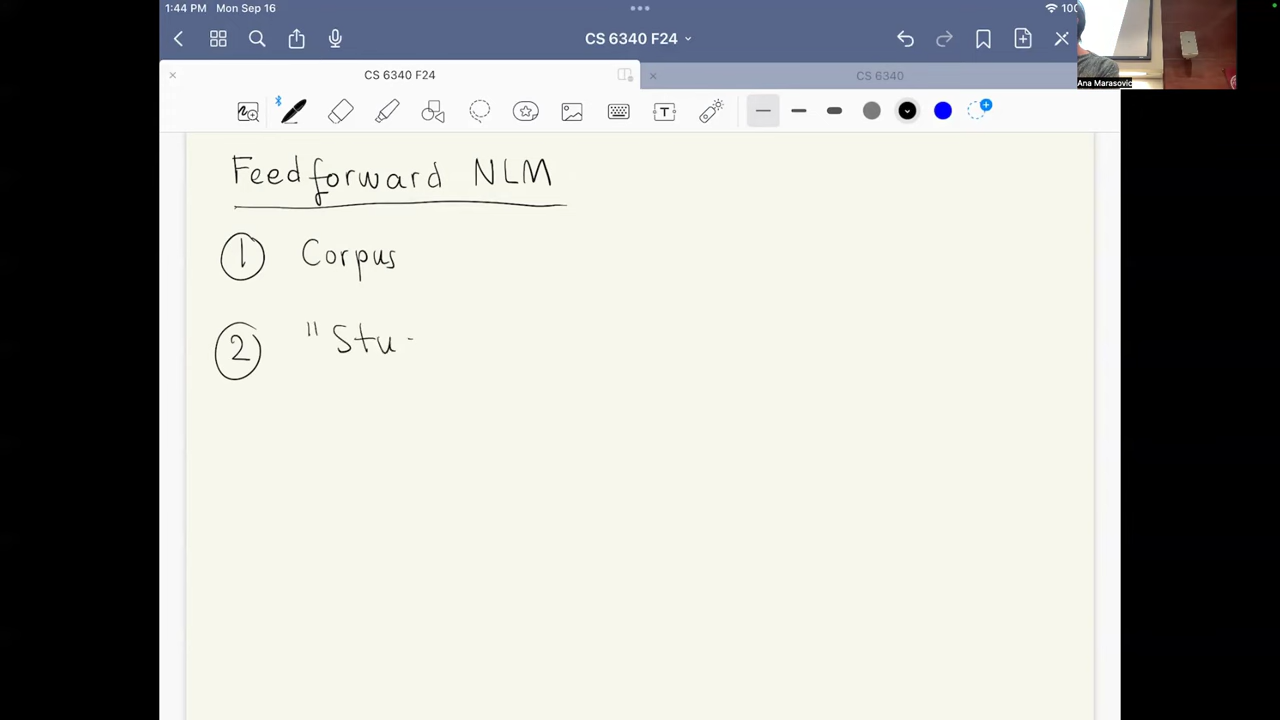 1:44 PM Mon Sep 16
100
CS 6340 F24
CS 6340 F24
CS 6340
T
Ana Marasovic
Feedforward NLM
1 Corpus
2 "Stu